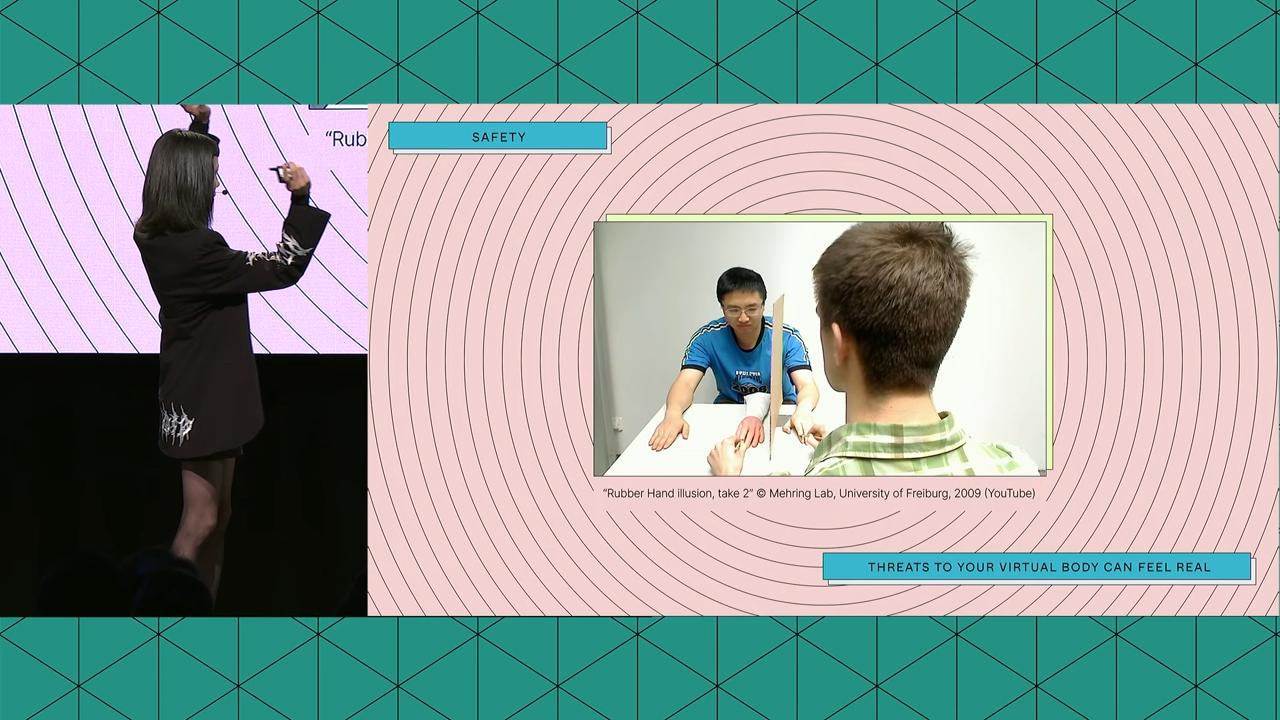 “Rub
SAFETY
“Rubber Hand illusion, take 2” © Mehring Lab, University of Freiburg, 2009 (YouTube)
THREATS TO YOUR VIRTUAL BODY CAN FEEL REAL